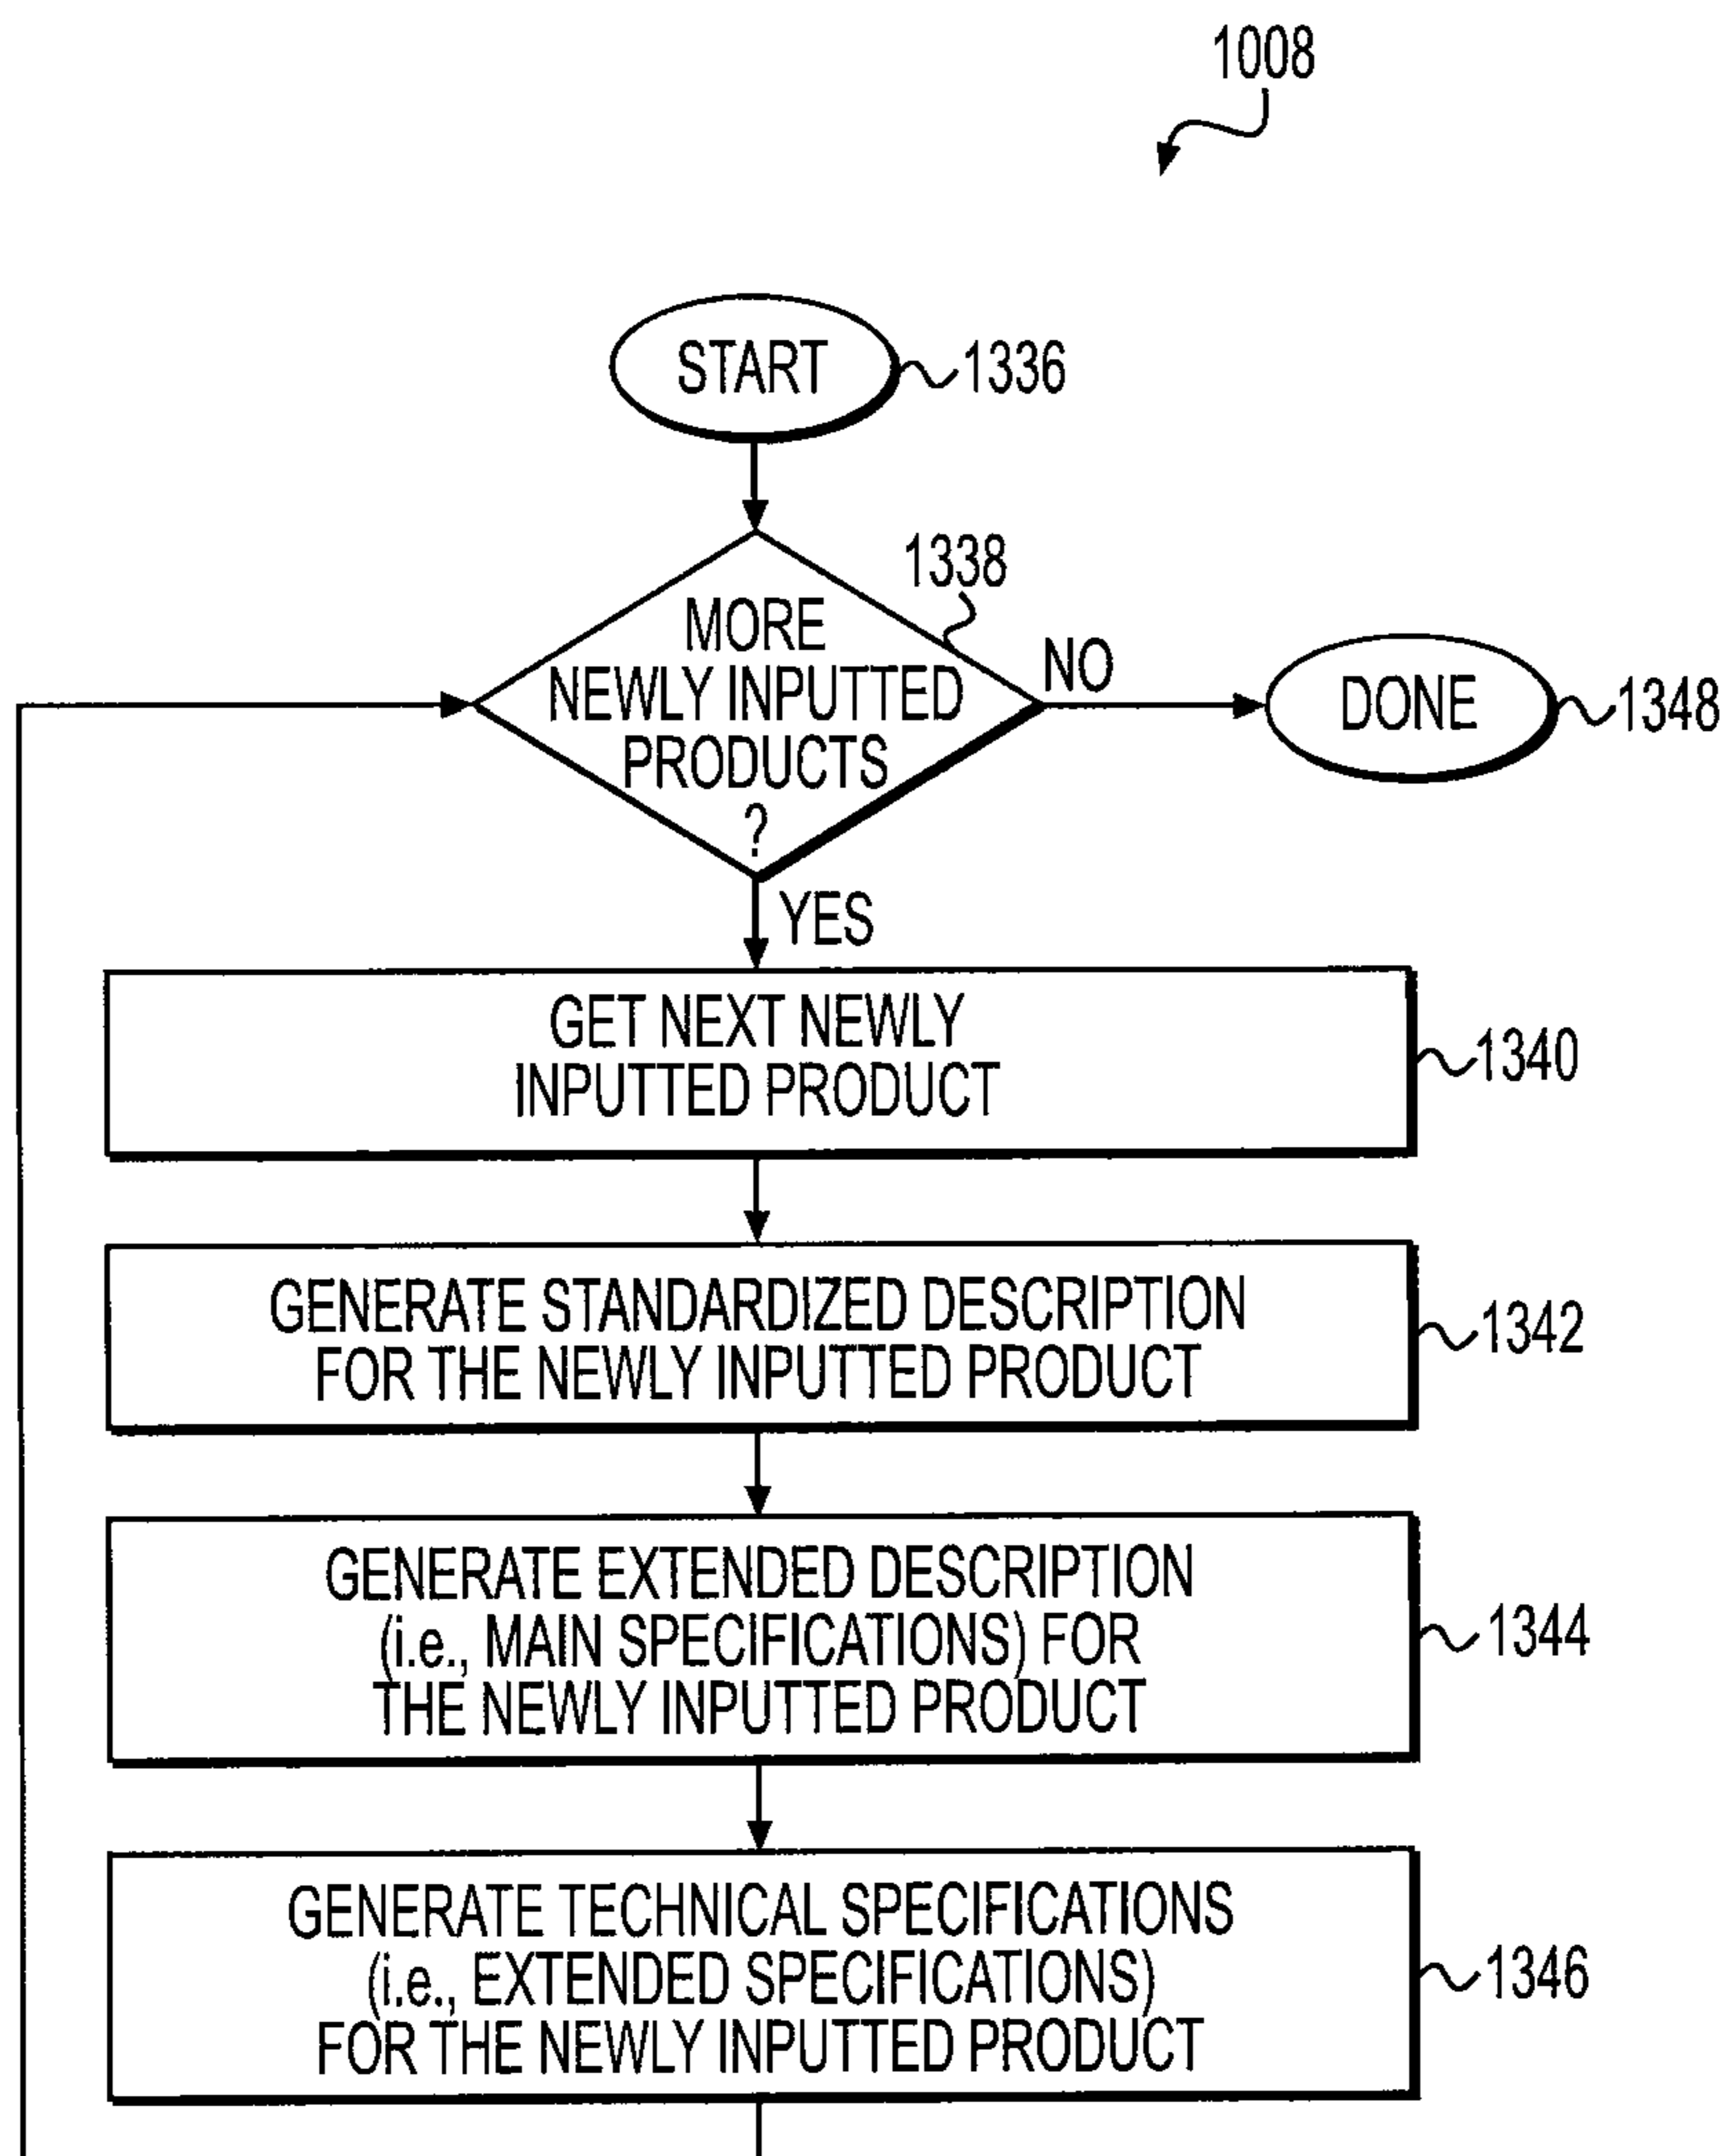 1008
START
1336
1338
MORE
NEWLY INPUTTED
PRODUCTS
?
NO
DONE
1348
YES
GET NEXT NEWLY
INPUTTED PRODUCT
1340
GENERATE STANDARDIZED DESCRIPTION
FOR THE NEWLY INPUTTED PRODUCT
1342
GENERATE EXTENDED DESCRIPTION
(i.e., MAIN SPECIFICATIONS) FOR
THE NEWLY INPUTTED PRODUCT
1344
GENERATE TECHNICAL SPECIFICATIONS
(i.e., EXTENDED SPECIFICATIONS)
FOR THE NEWLY INPUTTED PRODUCT
1346